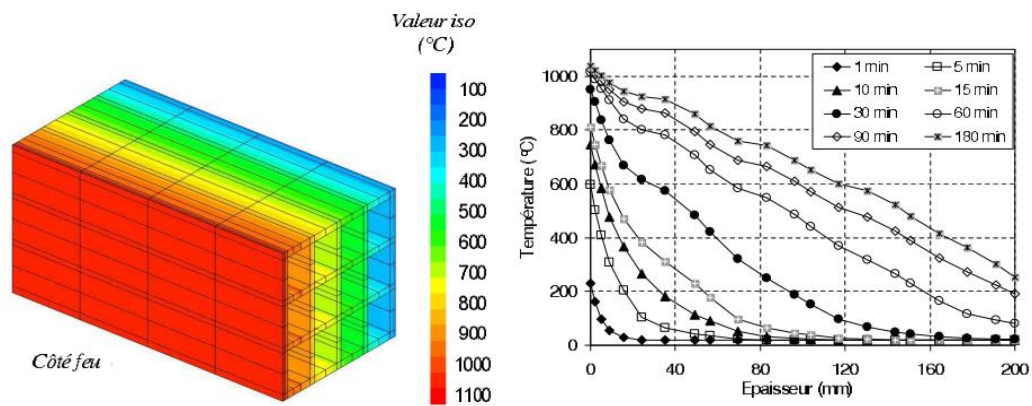 Valeur iso
(°C)
100
200
300
400
500
600
700
800
900
1000
1100
Côté feu
Température (°C)
1000
800
600
400
200
0
1 min
5 min
10 min
15 min
30 min
60 min
90 min
180 min
0
40
80
120
160
200
Epaisseur (mm)